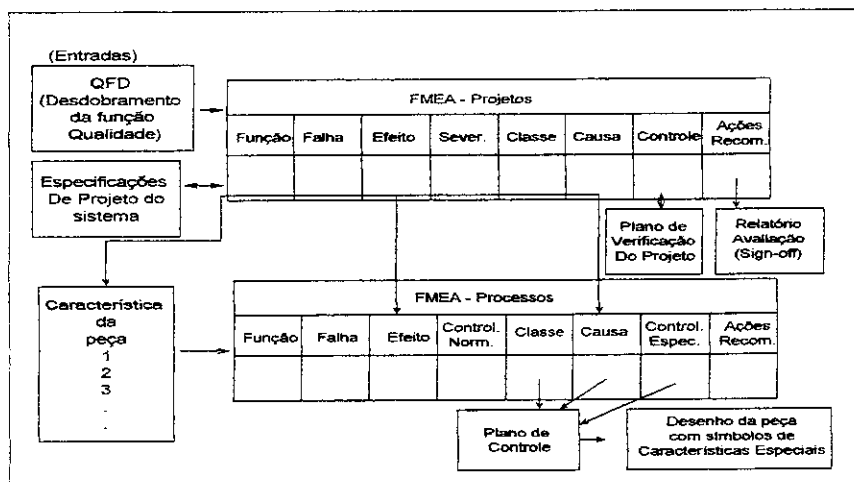 (Entradas)
QFD
(Desdobramento
da função
Qualidade)
FMEA - Projetos
Função Falha Efeito Sever. Classe Causa Controle Ações
Recom.
Especificações
De Projeto do
sistema
Plano de
Verificação
Do Projeto
Relatório
Avaliação
(Sign-off)
Característica
da
peça
1
2
3
.
.
FMEA - Processos
Função Falha Efeito Control.
Norm. Classe Causa Control.
Espec. Ações
Recom.
Plano de
Controle
Desenho da peça
com símbolos de
Características Especiais